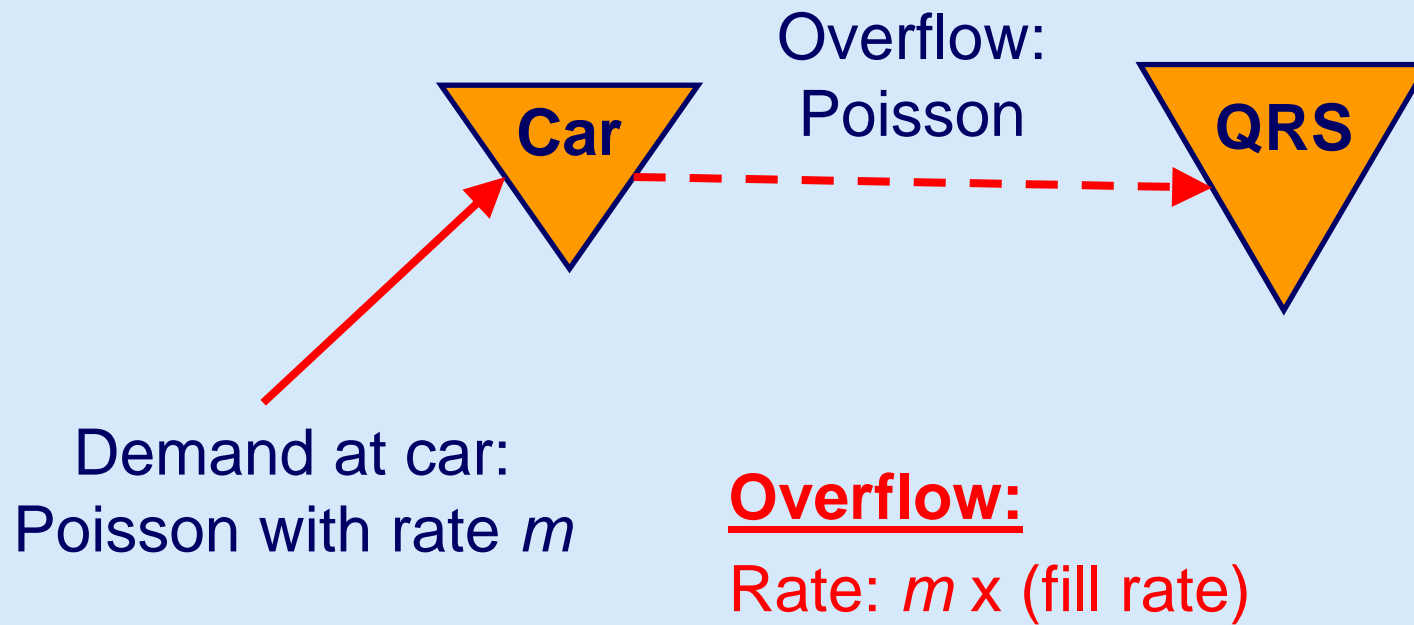 Overflow:
Poisson
Car
QRS
Demand at car:
Poisson with rate m
Overflow:
Rate: m x (fill rate)